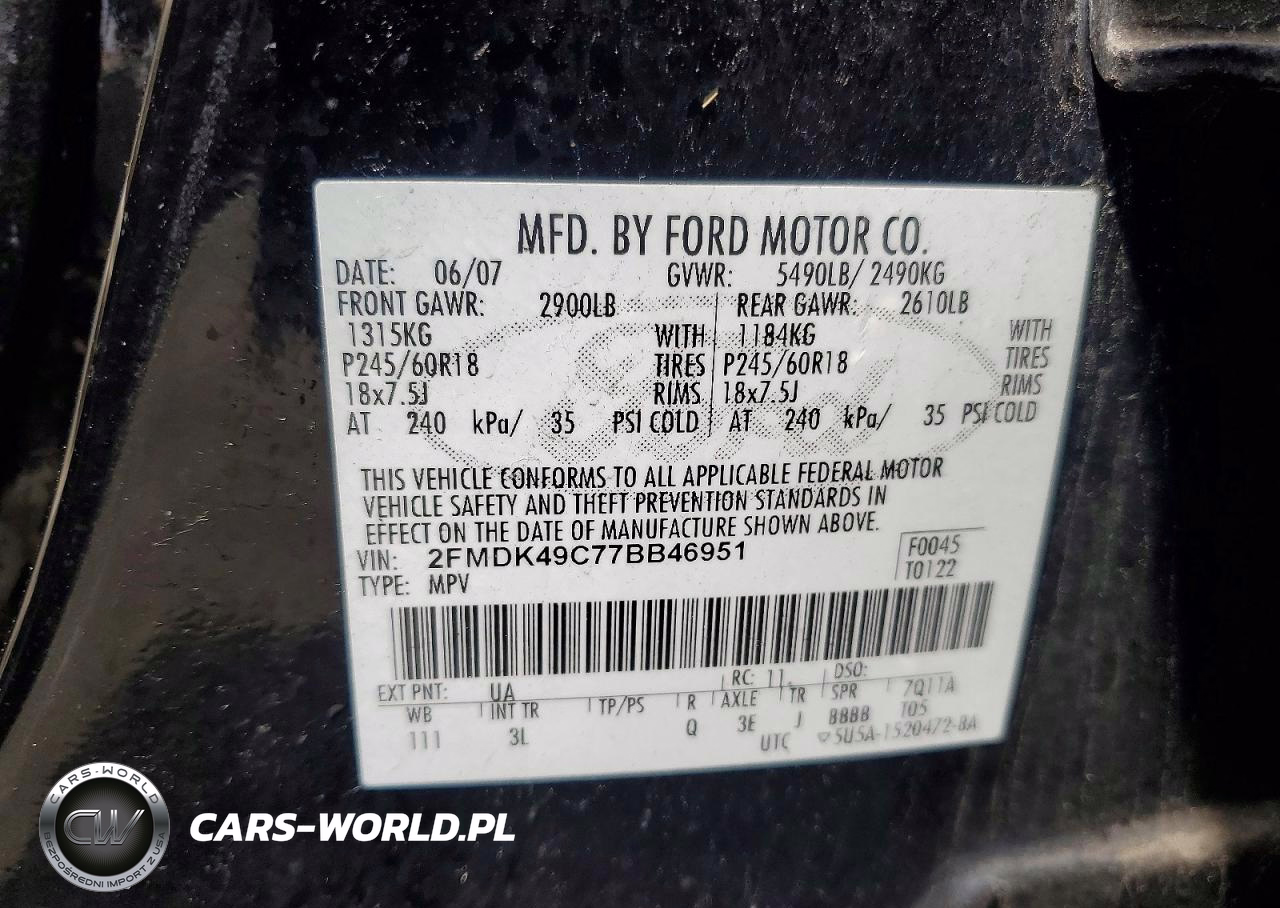 MFD. BY FORD MOTOR CO.
DATE: 06/07 GVWR: 5490LB/ 2490KG
FRONT GAWR: 2900LB REAR GAWR: 2610LB
1315KG WITH 1184KG WITH
P245/60R18 TIRES P245/60R18 TIRES
18x7.5J RIMS 18x7.5J RIMS
AT 240 kPa/ 35 PSI COLD AT 240 kPa/ 35 PSI COLD
THIS VEHICLE CONFORMS TO ALL APPLICABLE FEDERAL MOTOR
VEHICLE SAFETY AND THEFT PREVENTION STANDARDS IN
EFFECT ON THE DATE OF MANUFACTURE SHOWN ABOVE.
VIN: 2FMDK49C77BB46951 F0045
TYPE: MPV T0122
EXT PNT: UA RC: 11 DSO:
WB INT TR TP/PS R AXLE TR SPR 7Q11A
111 3L Q 3E J 8888 T05
UTC ▽5U5A-1520472-BA
CARS-WORLD
CW
BEZPOŚREDNI IMPORT Z USA
CARS-WORLD.PL